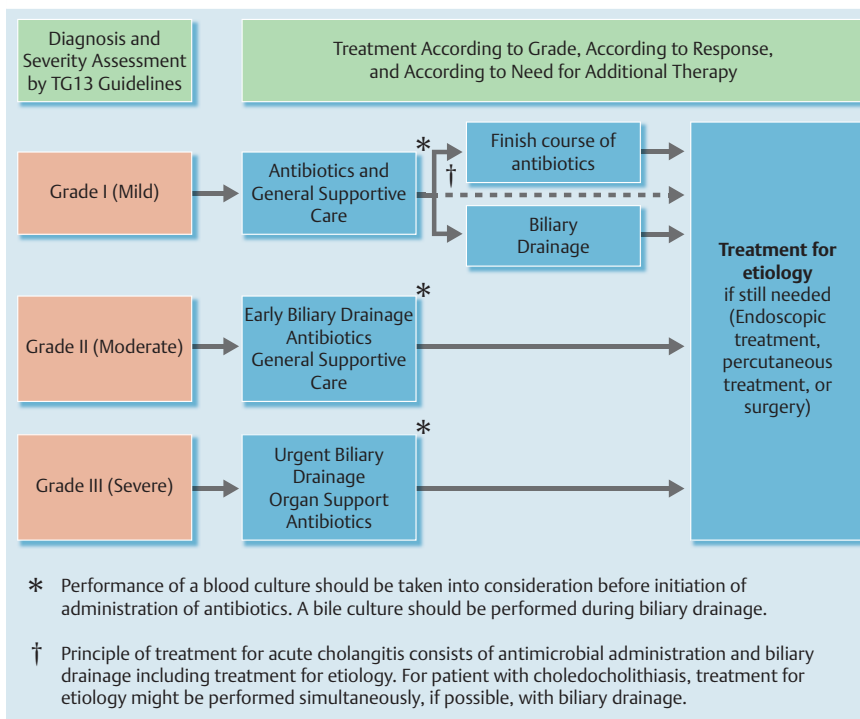 Diagnosis and
Severity Assessment
by TG13 Guidelines
Treatment According to Grade, According to Response,
and According to Need for Additional Therapy
Grade I (Mild)
Antibiotics and
General Supportive
Care
*
†
Finish course of
antibiotics
Biliary
Drainage
Grade II (Moderate)
Early Biliary Drainage
Antibiotics
General Supportive
Care
*
Grade III (Severe)
Urgent Biliary
Drainage
Organ Support
Antibiotics
*
Treatment for
etiology
if still needed
(Endoscopic
treatment,
percutaneous
treatment, or
surgery)
* Performance of a blood culture should be taken into consideration before initiation of
administration of antibiotics. A bile culture should be performed during biliary drainage.
† Principle of treatment for acute cholangitis consists of antimicrobial administration and biliary
drainage including treatment for etiology. For patient with choledocholithiasis, treatment for
etiology might be performed simultaneously, if possible, with biliary drainage.